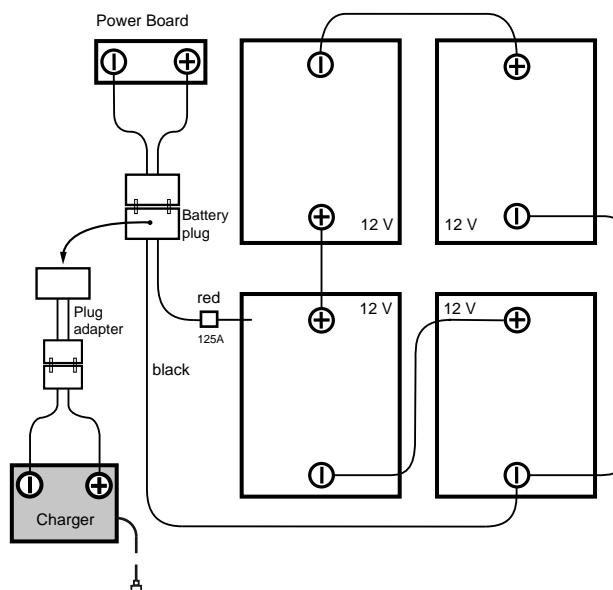 Power Board
12 V
12 V
Battery
plug
Plug
adapter
red
125A
12 V
12 V
black
Charger